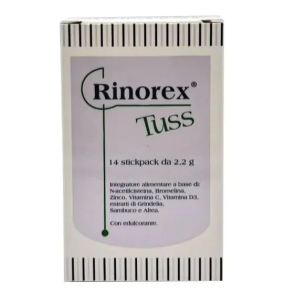 Rinorex®
Tuss
14 stickpack da 2,2 g
Integratore alimentare a base di:
N-acetilcisteina, Bromelina,
Zinco, Vitamina C, Vitamina D3,
estratti di Grindelia,
Sambuco e Altea.
Con edulcorante.